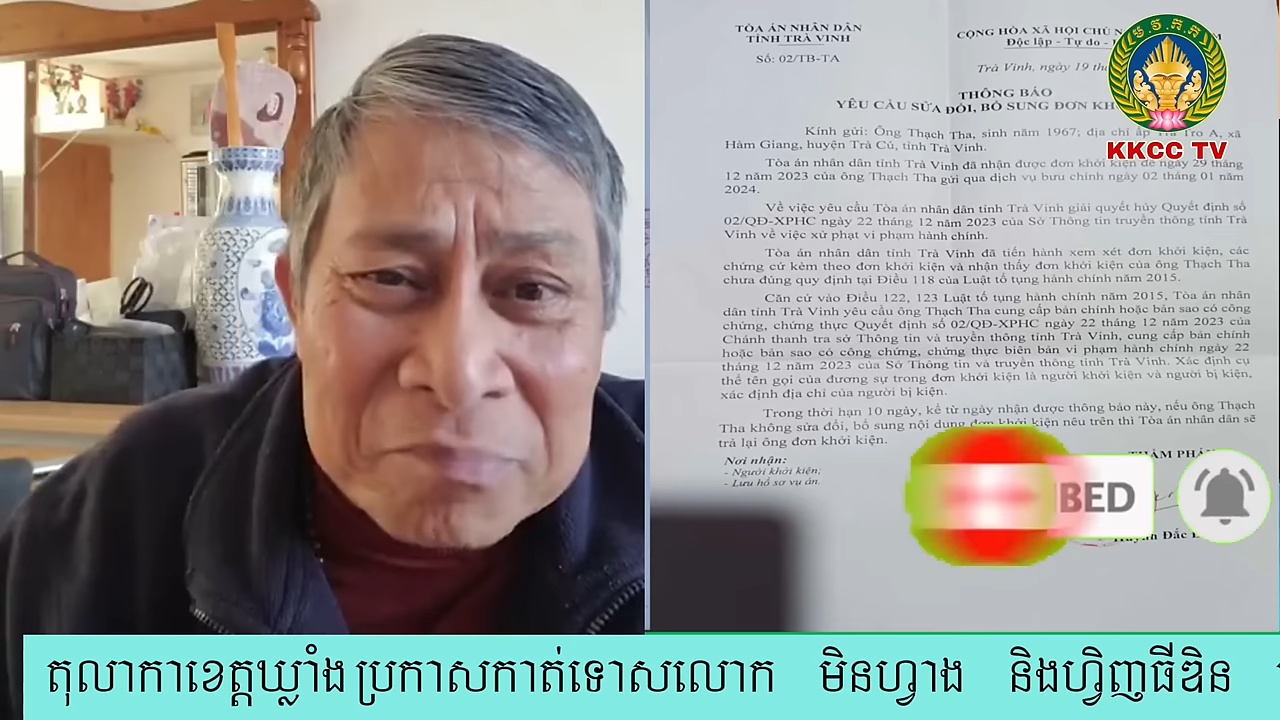 TÒA ÁN NHÂN DÂN
TỈNH TRÀ VINH
Số: 02/TB-TA
CỘNG HÒA XÃ HỘI CHỦ
Độc lập - Tự do -
Trà Vinh, ngày 19
THÔNG BÁO
YÊU CẦU SỬA ĐỔI, BỔ SUNG ĐƠN
Kính gửi: Ông Thạch Tha, sinh năm 1967; địa chỉ ấp Trà Tro A, xã
Hàm Giang, huyện Trà Cú, tỉnh Trà Vinh.
Tòa án nhân dân tỉnh Trà Vinh đã nhận được đơn khởi kiện đề ngày 29 tháng
12 năm 2023 của ông Thạch Tha gửi qua dịch vụ bưu chính ngày 02 tháng 01 năm
2024.
Về việc yêu cầu Tòa án nhân dân tỉnh Trà Vinh giải quyết hủy Quyết định số
02/QĐ-XPHC ngày 22 tháng 12 năm 2023 của Sở Thông tin truyền thông tỉnh Trà
Vinh về việc xử phạt vi phạm hành chính.
Tòa án nhân dân tỉnh Trà Vinh đã tiến hành xem xét đơn khởi kiện, các
chứng cứ kèm theo đơn khởi kiện và nhận thấy đơn khởi kiện của ông Thạch Tha
chưa đúng quy định tại Điều 118 của Luật tố tụng hành chính năm 2015.
Căn cứ vào Điều 122, 123 Luật tố tụng hành chính năm 2015, Tòa án nhân
dân tỉnh Trà Vinh yêu cầu ông Thạch Tha cung cấp bản chính hoặc bản sao có công
chứng, chứng thực Quyết định số 02/QĐ-XPHC ngày 22 tháng 12 năm 2023 của
Chánh thanh tra sở Thông tin và truyền thông tỉnh Trà Vinh, cung cấp bản chính
hoặc bản sao có công chứng, chứng thực biên bản vi phạm hành chính ngày 22
tháng 12 năm 2023 của Sở Thông tin và truyền thông tỉnh Trà Vinh. Xác định cụ
thể tên gọi của đương sự trong đơn khởi kiện là người khởi kiện và người bị kiện,
xác định địa chỉ của người bị kiện.
Trong thời hạn 10 ngày, kể từ ngày nhận được thông báo này, nếu ông Thạch
Tha không sửa đổi, bổ sung nội dung đơn khởi kiện nêu trên thì Tòa án nhân dân sẽ
trả lại ông đơn khởi kiện.
Nơi nhận:
- Người khởi kiện;
- Lưu hồ sơ vụ án.
THẨM PHÁN
Huỳnh Đắc
ម.វ.ក.ត
KKCC TV
BED
តុលាកាខេត្តឃ្លាំង ប្រកាសកាត់ទោសលោក មិនហ្វាង និងហ្វិញធីឌិន